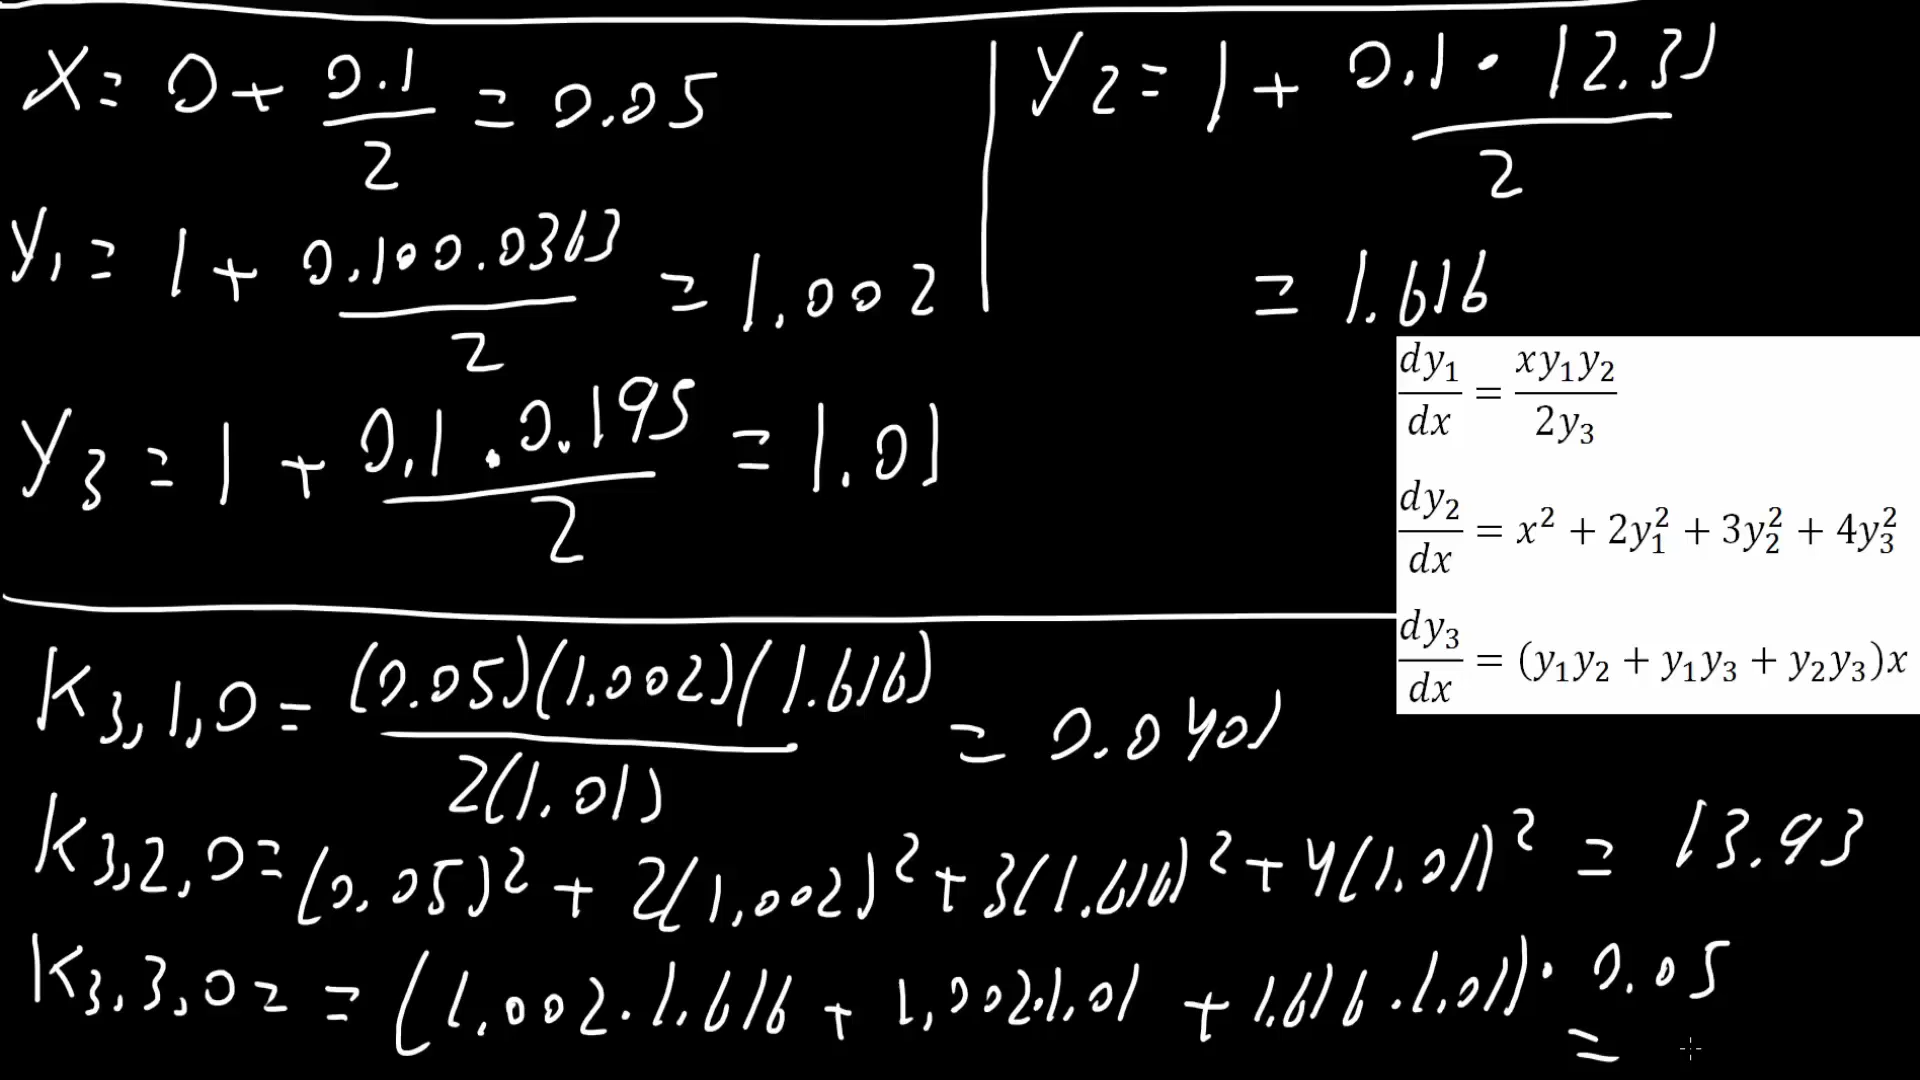 X = 0 + 0.1/2 = 0.05
Y1 = 1 + 0.1•0.0363/2 = 1.002
Y3 = 1 + 0.1•0.195/2 = 1.01
Y2 = 1 + 0.1•12.31/2
= 1.616
dy₁/dx = xy₁y₂/2y₃
dy₂/dx = x² + 2y₁² + 3y₂² + 4y₃²
dy₃/dx = (y₁y₂ + y₁y₃ + y₂y₃)x
K3,1,0 = (0.05)(1.002)(1.616)/2(1.01) = 0.0401
K3,2,0 = (0.05)² + 2(1.002)² + 3(1.616)² + 4(1.01)² = 13.93
K3,3,0 = = (1.002•1.616 + 1.002•1.01 + 1.616•1.01)•0.05
=